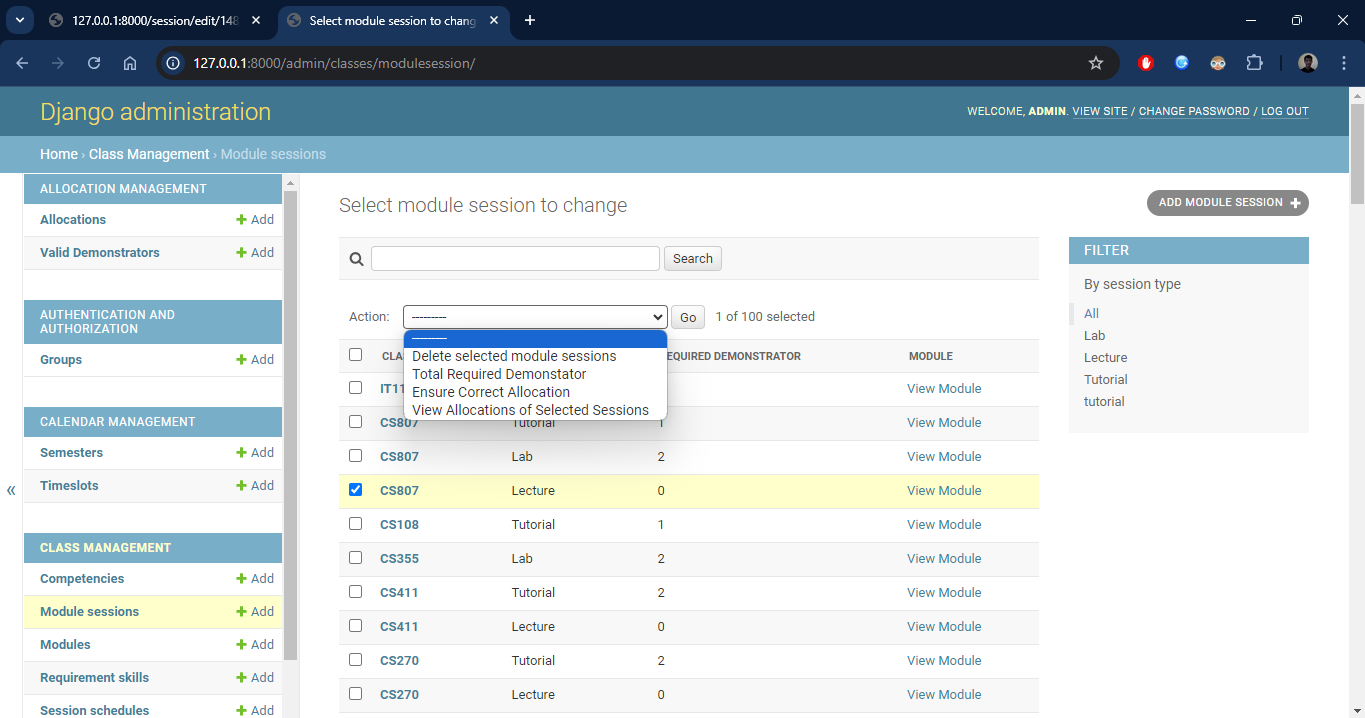 127.0.0.1:8000/session/edit/148
Select module session to chang
127.0.0.1:8000/admin/classes/modulesession/
Django administration
WELCOME, ADMIN. VIEW SITE / CHANGE PASSWORD / LOG OUT
Home › Class Management › Module sessions
ALLOCATION MANAGEMENT
Allocations + Add
Valid Demonstrators + Add
AUTHENTICATION AND
AUTHORIZATION
Groups + Add
CALENDAR MANAGEMENT
Semesters + Add
Timeslots + Add
«
CLASS MANAGEMENT
Competencies + Add
Module sessions + Add
Modules + Add
Requirement skills + Add
Session schedules + Add
Select module session to change
ADD MODULE SESSION +
Search
Action: --------- Go 1 of 100 selected
---------
Delete selected module sessions
Total Required Demonstator
Ensure Correct Allocation
View Allocations of Selected Sessions
MODULE
View Module
CS807 Tutorial 1 View Module
CS807 Lab 2 View Module
CS807 Lecture 0 View Module
CS108 Tutorial 1 View Module
CS355 Lab 2 View Module
CS411 Tutorial 2 View Module
CS411 Lecture 0 View Module
CS270 Tutorial 2 View Module
CS270 Lecture 0 View Module
FILTER
By session type
All
Lab
Lecture
Tutorial
tutorial